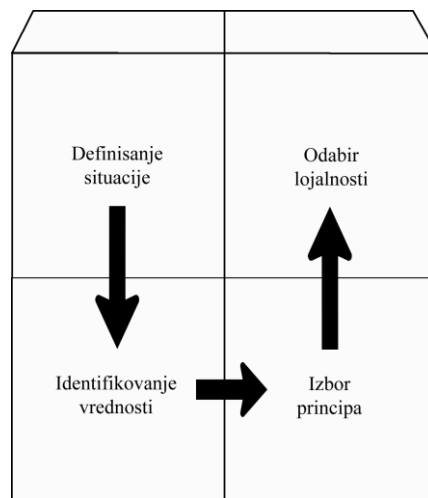 Definisanje
situacije
Odabir
lojalnosti
Identifikovanje
vrednosti
Izbor
principa